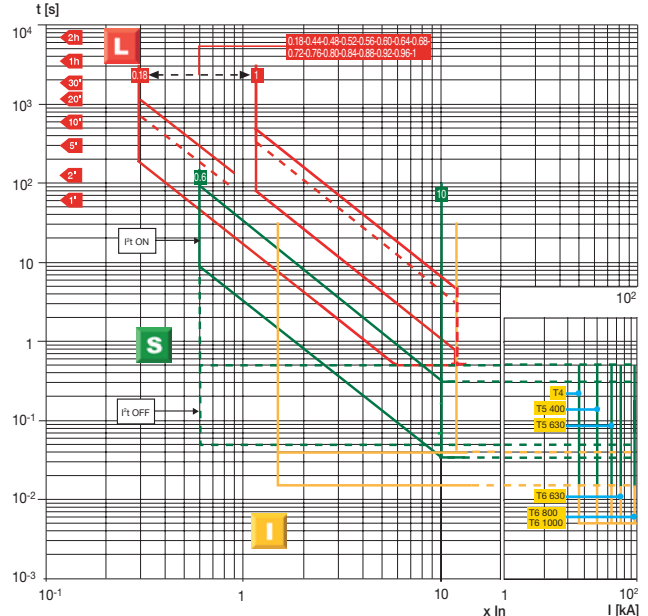 t [s]
10⁴
2h
L
0.18-0.44-0.48-0.52-0.56-0.60-0.64-0.68-
0.72-0.76-0.80-0.84-0.88-0.92-0.96-1
1h
0.18
1
30'
20'
10³
10'
5'
2'
0.6
10²
10
1'
I²t ON
10
10²
1
S
T4
T5 400
I²t OFF
T5 630
10⁻¹
10⁻²
T6 630
T6 800
T6 1000
I
10⁻³
10⁻¹
1
10
1
10²
x In
I [kA]